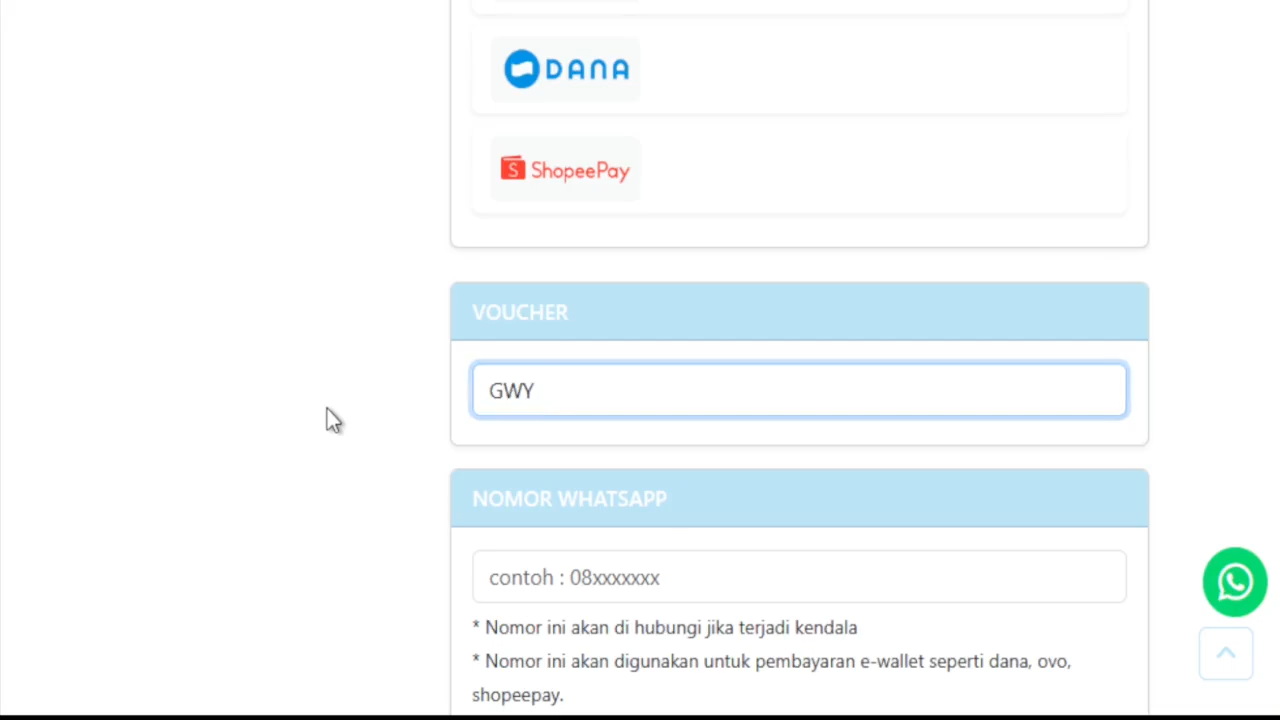 DANA
S ShopeePay
VOUCHER
GWY
NOMOR WHATSAPP
contoh : 08xxxxxxx
* Nomor ini akan di hubungi jika terjadi kendala
* Nomor ini akan digunakan untuk pembayaran e-wallet seperti dana, ovo,
shopeepay.